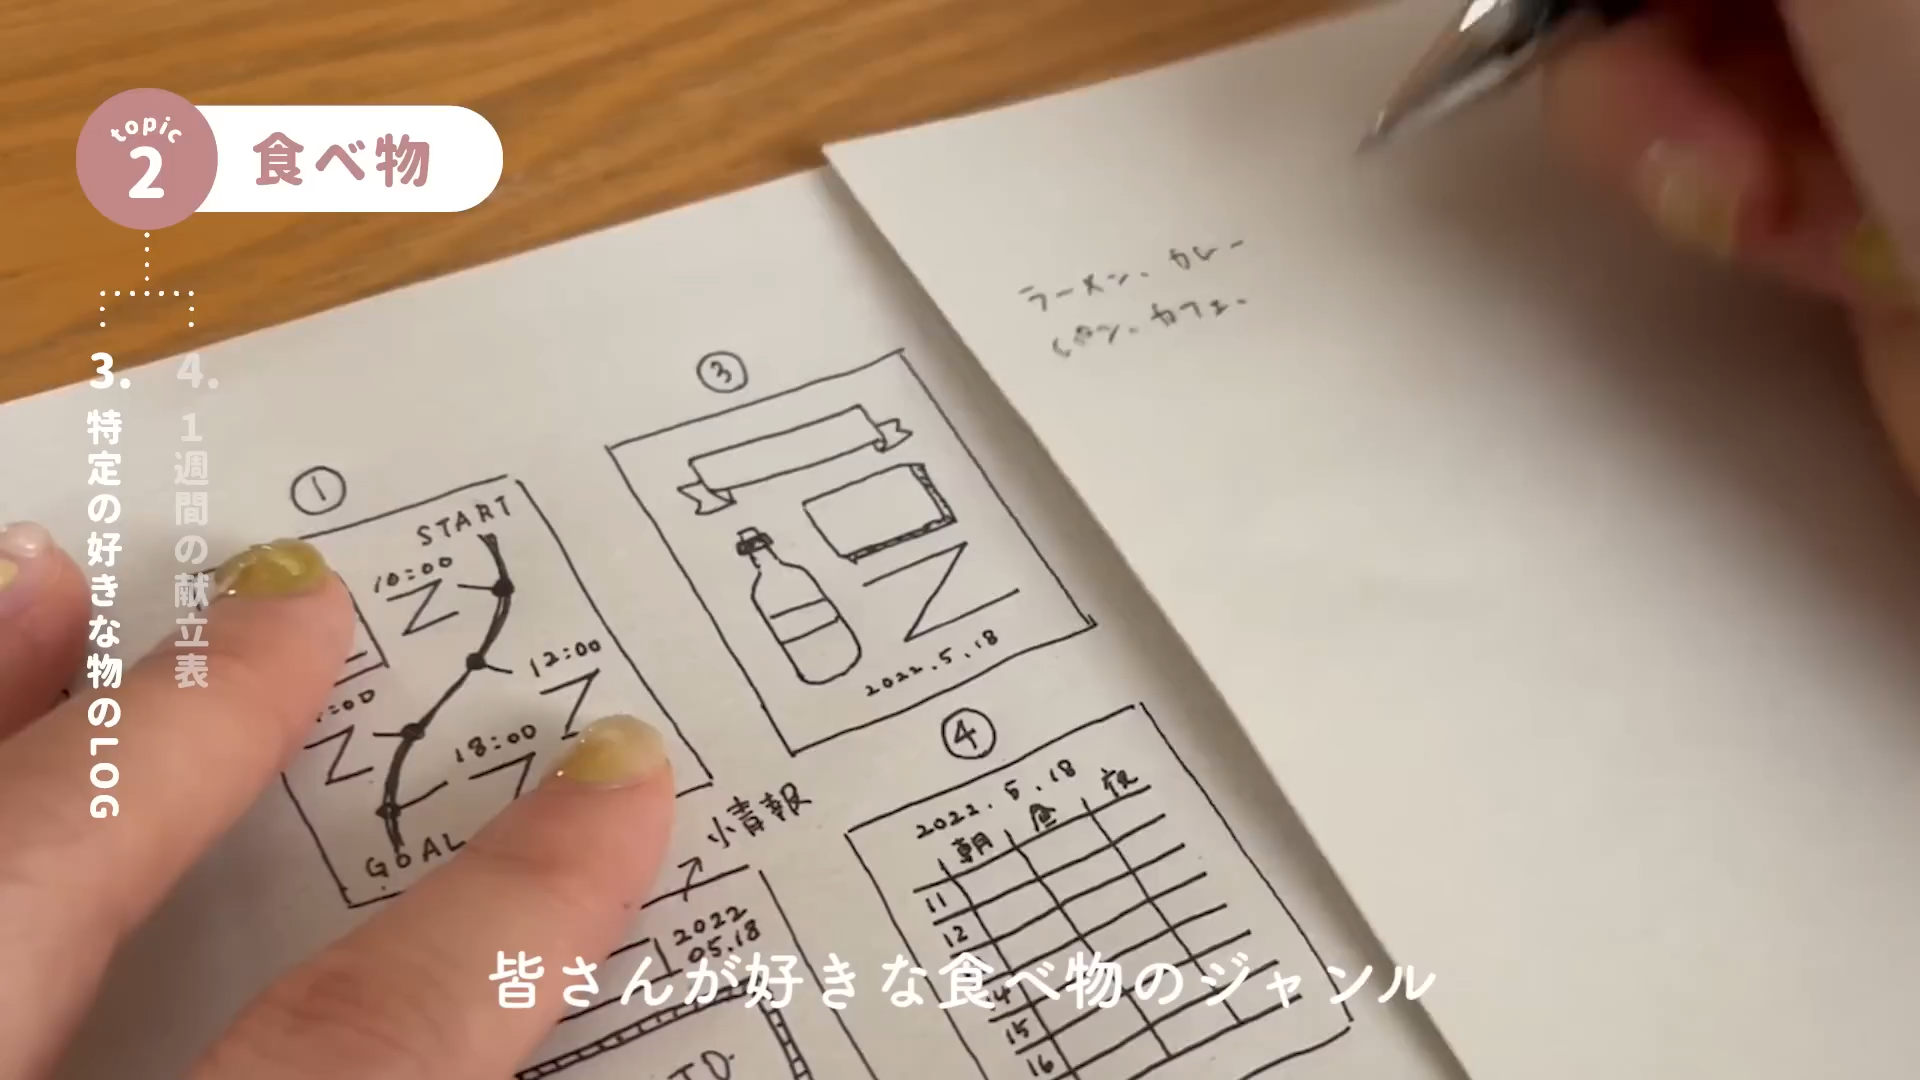 topic
2
食べ物
3.
特定の好きな物のLOG
4.
1週間の献立表
ラーメン、カレー
パン、カフェ、
①
START
10:00
12:00
:00
18:00
GOAL
③
2022.5.18
小情報
2022
05.18
④
2022.5.18
朝 昼 夜
11
12
14
15
16
皆さんが好きな食べ物のジャンル